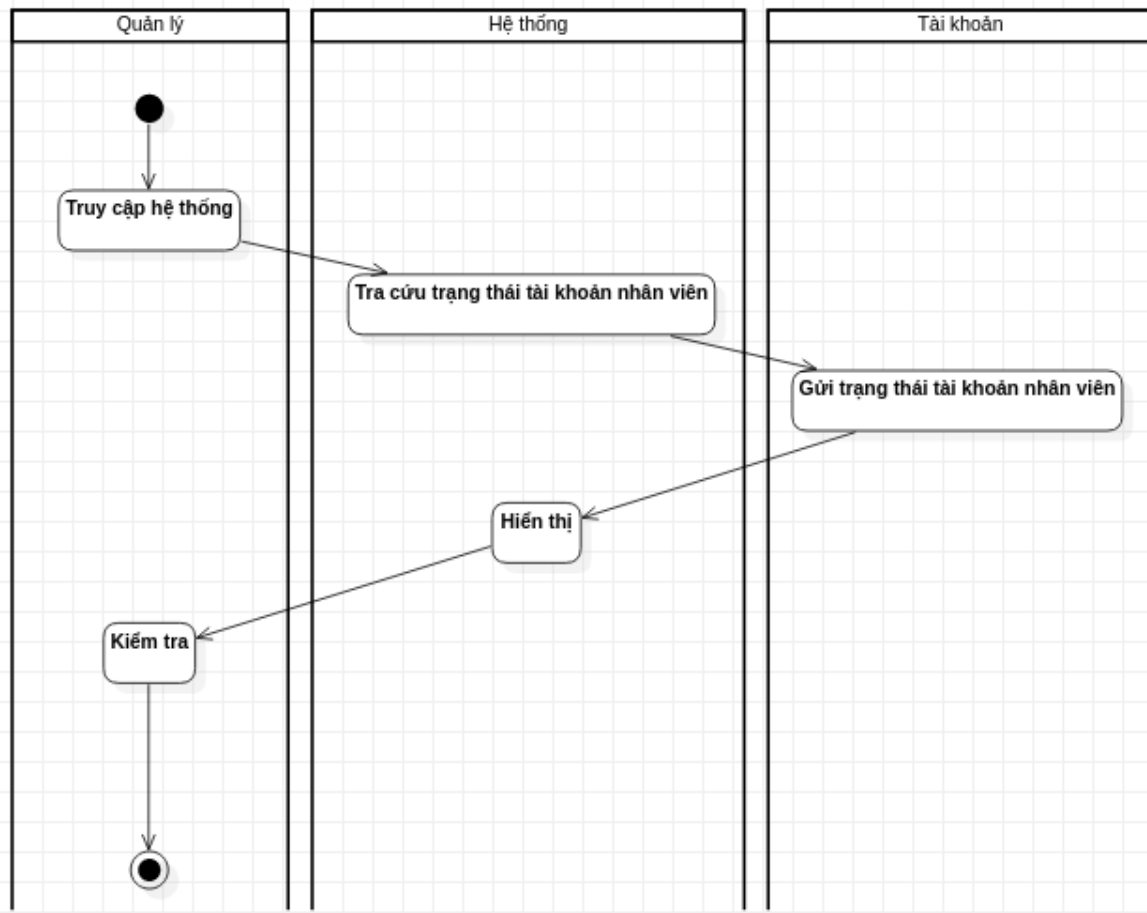 Quản lý
Hệ thống
Tài khoản
Truy cập hệ thống
Tra cứu trạng thái tài khoản nhân viên
Gửi trạng thái tài khoản nhân viên
Hiển thị
Kiểm tra